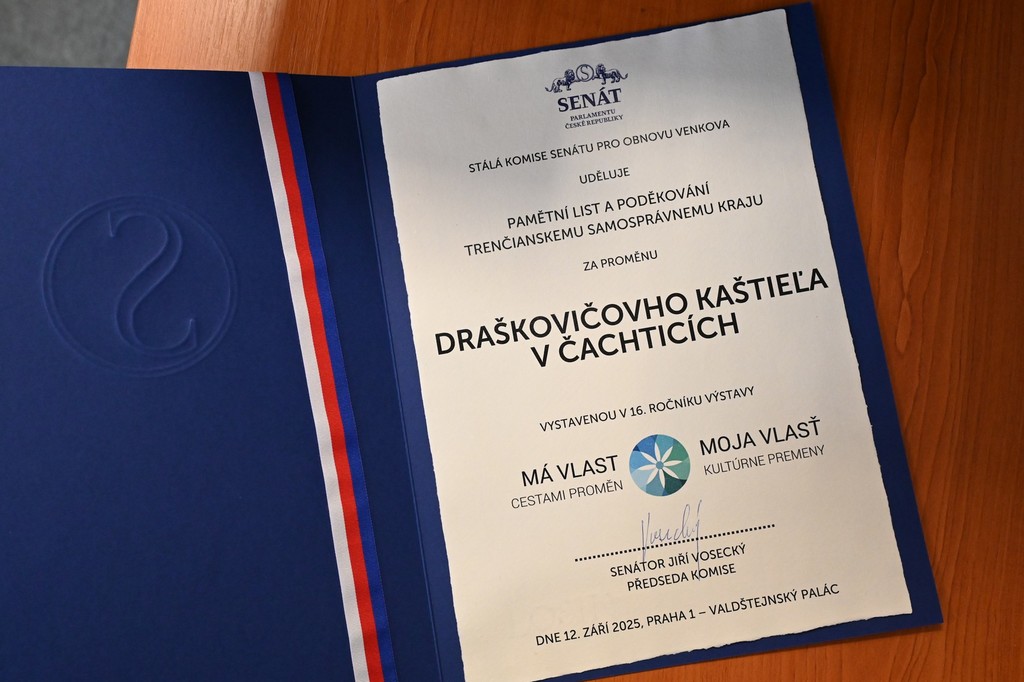 SENÁT
PARLAMENTU
ČESKÉ REPUBLIKY
STÁLÁ KOMISE SENÁTU PRO OBNOVU VENKOVA
UDĚLUJE
PAMĚTNÍ LIST A PODĚKOVÁNÍ
TRENČIANSKEMU SAMOSPRÁVNEMU KRAJU
ZA PROMĚNU
DRAŠKOVIČOVHO KAŠTIEĽA
V ČACHTICÍCH
VYSTAVENOU V 16. ROČNÍKU VÝSTAVY
MÁ VLAST MOJA VLASŤ
CESTAMI PROMĚN KULTÚRNE PREMENY
SENÁTOR JIŘÍ VOSECKÝ
PŘEDSEDA KOMISE
DNE 12. ZÁŘÍ 2025, PRAHA 1 – VALDŠTEJNSKÝ PALÁC